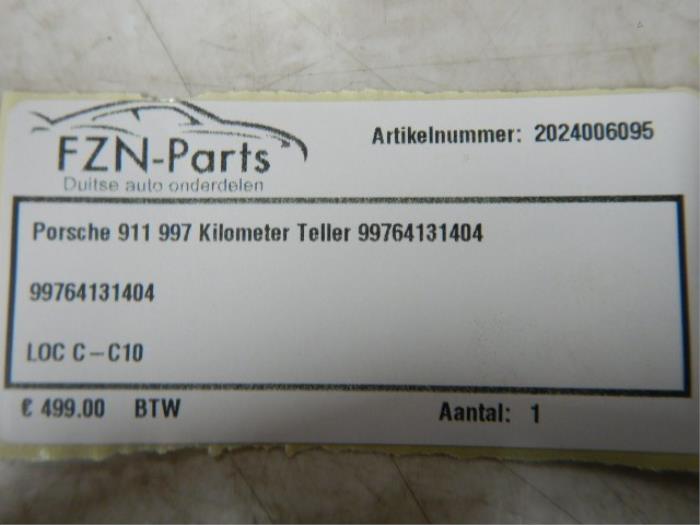 FZN-Parts
Duitse auto onderdelen
Artikelnummer: 2024006095
Porsche 911 997 Kilometer Teller 99764131404
99764131404
LOC C-C10
€ 499.00 BTW
Aantal: 1